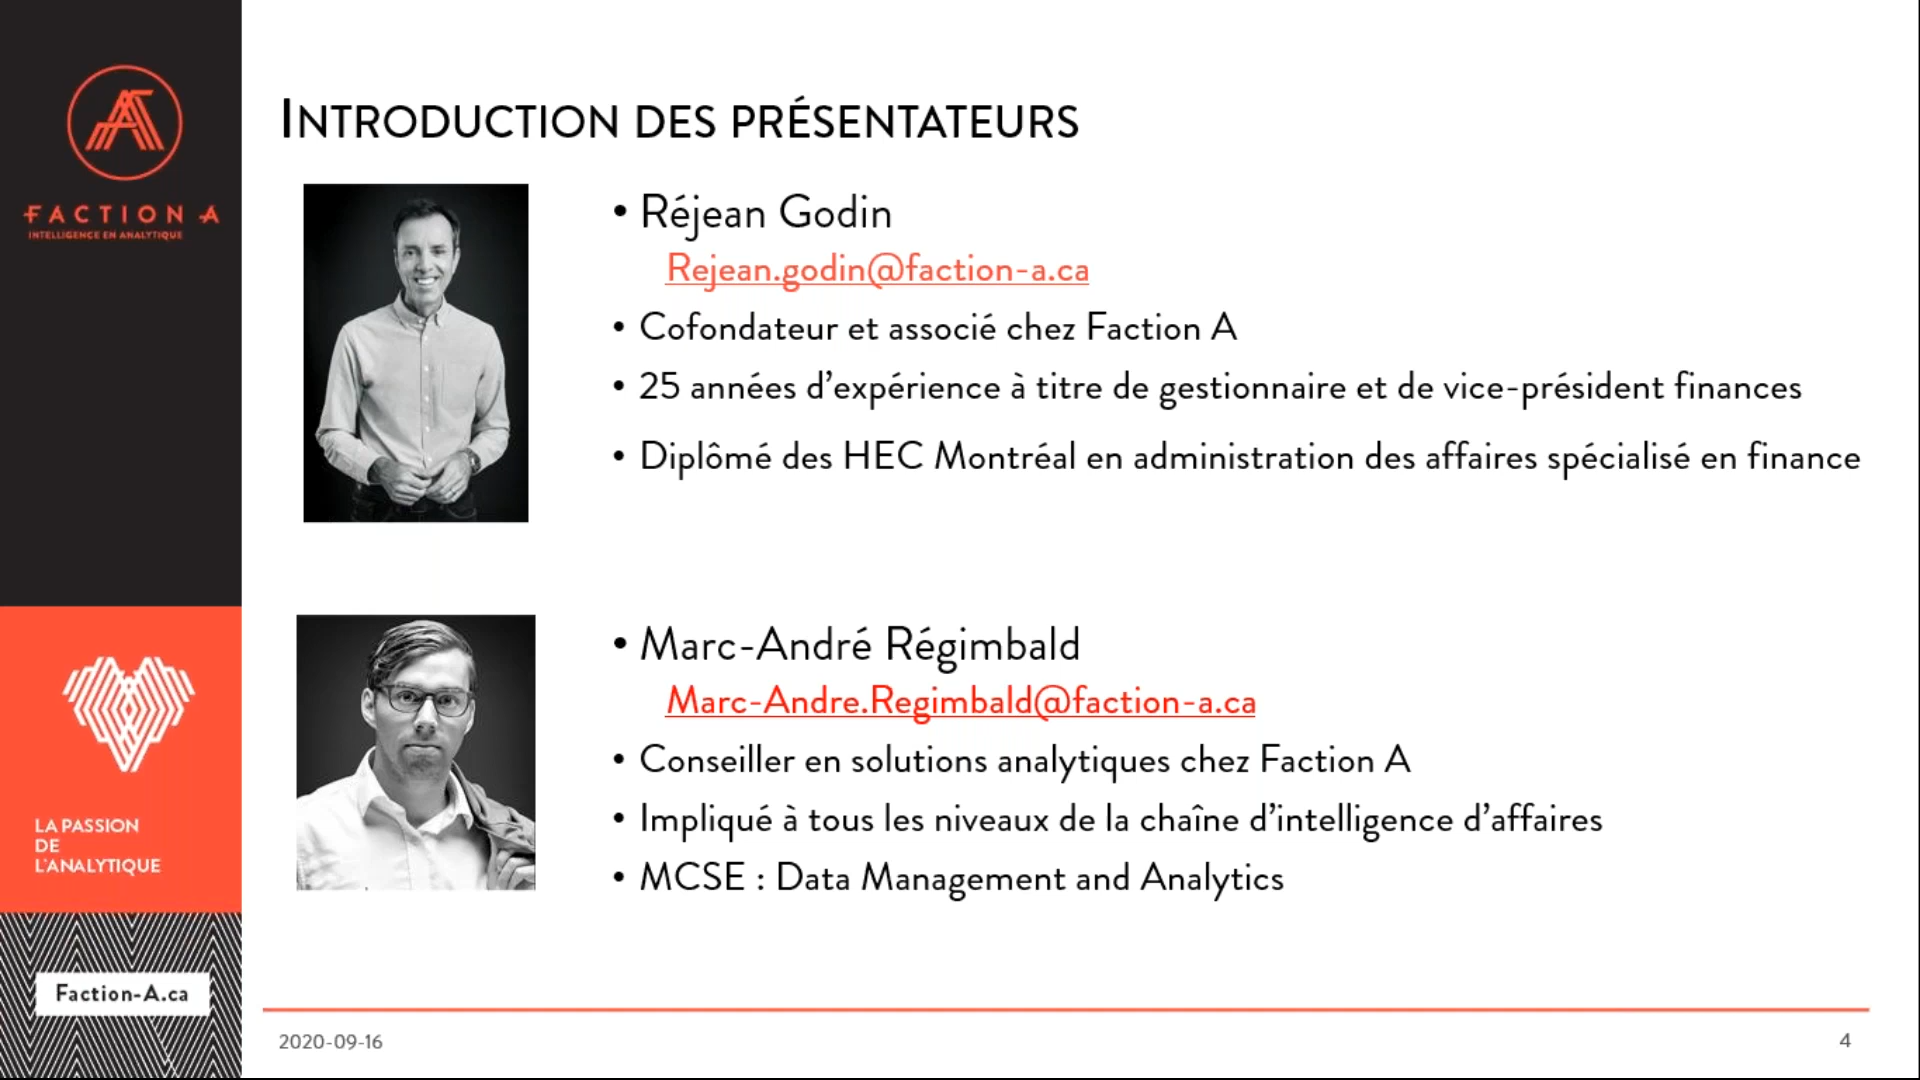 FACTION A
INTELLIGENCE EN ANALYTIQUE
LA PASSION
DE
L'ANALYTIQUE
Faction-A.ca
INTRODUCTION DES PRÉSENTATEURS
• Réjean Godin
Rejean.godin@faction-a.ca
• Cofondateur et associé chez Faction A
• 25 années d’expérience à titre de gestionnaire et de vice-président finances
• Diplômé des HEC Montréal en administration des affaires spécialisé en finance
• Marc-André Régimbald
Marc-Andre.Regimbald@faction-a.ca
• Conseiller en solutions analytiques chez Faction A
• Impliqué à tous les niveaux de la chaîne d’intelligence d’affaires
• MCSE : Data Management and Analytics
2020-09-16
4